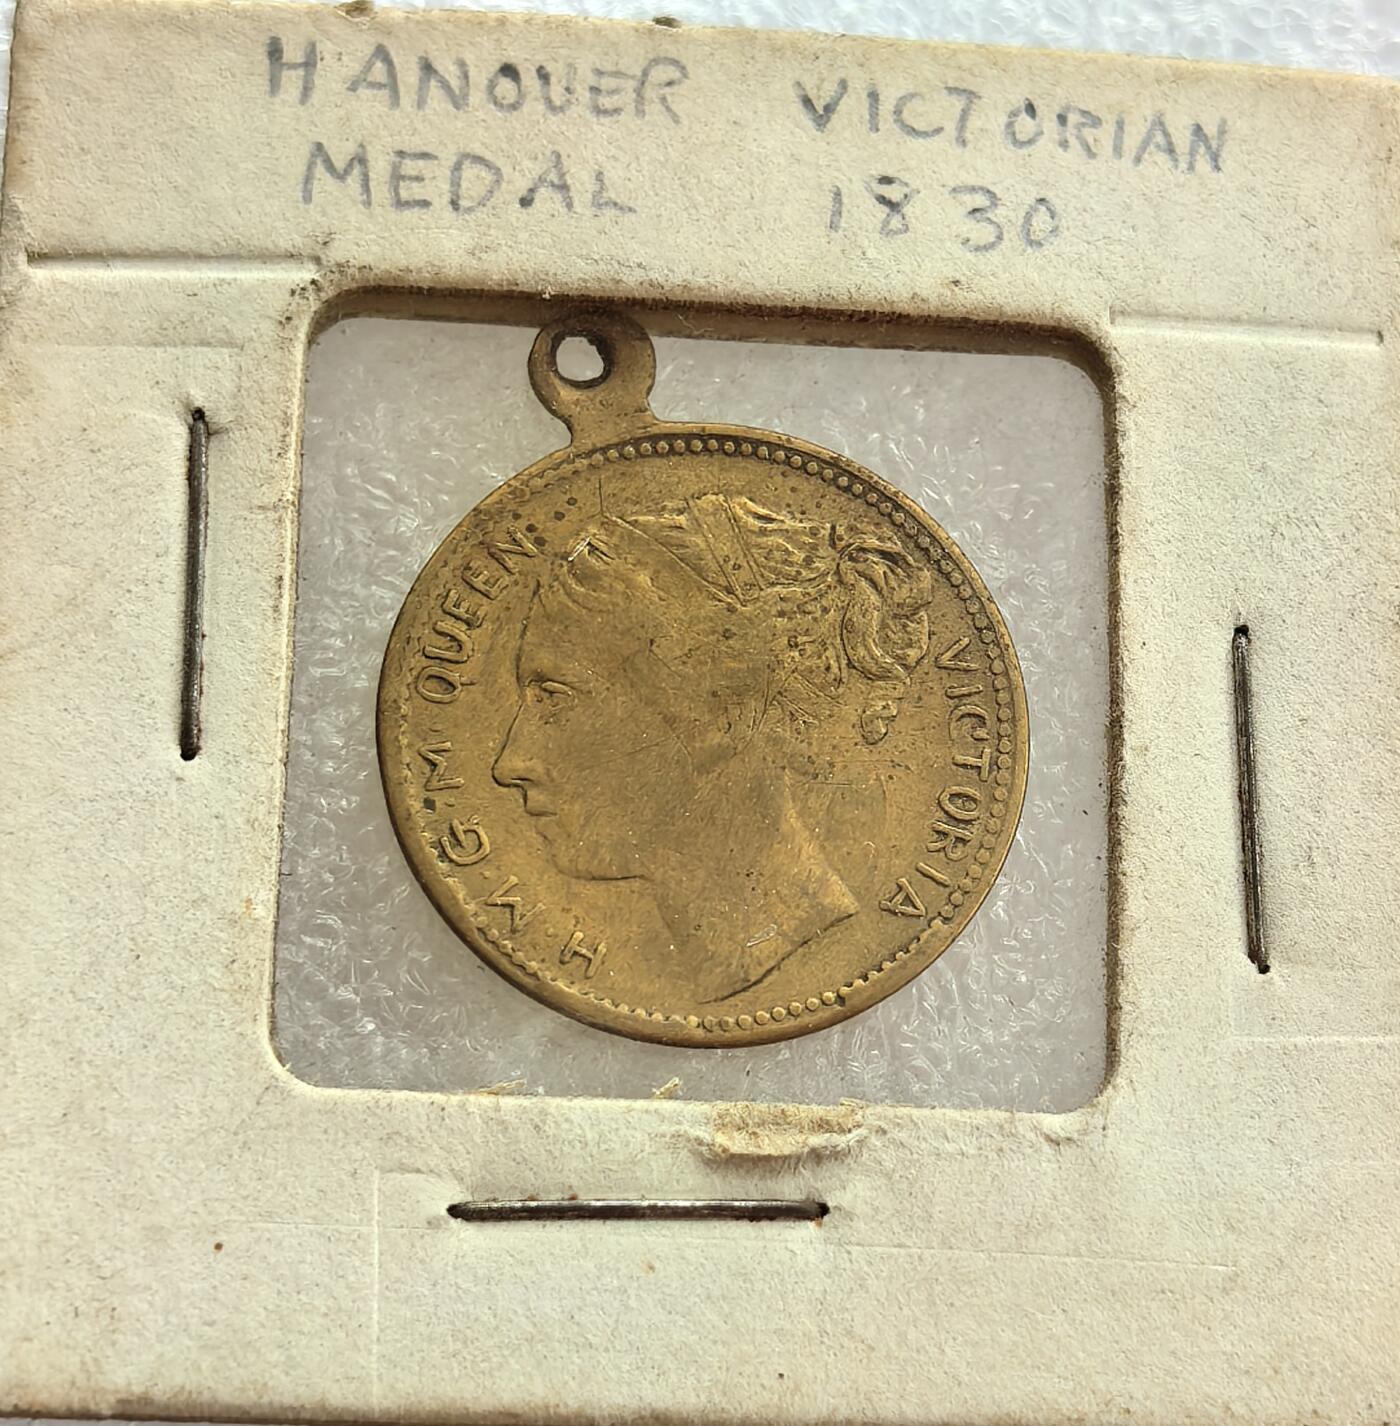 HANOVER VICTORIAN
MEDAL 1830
H.M.G.M QUEEN VICTORIA